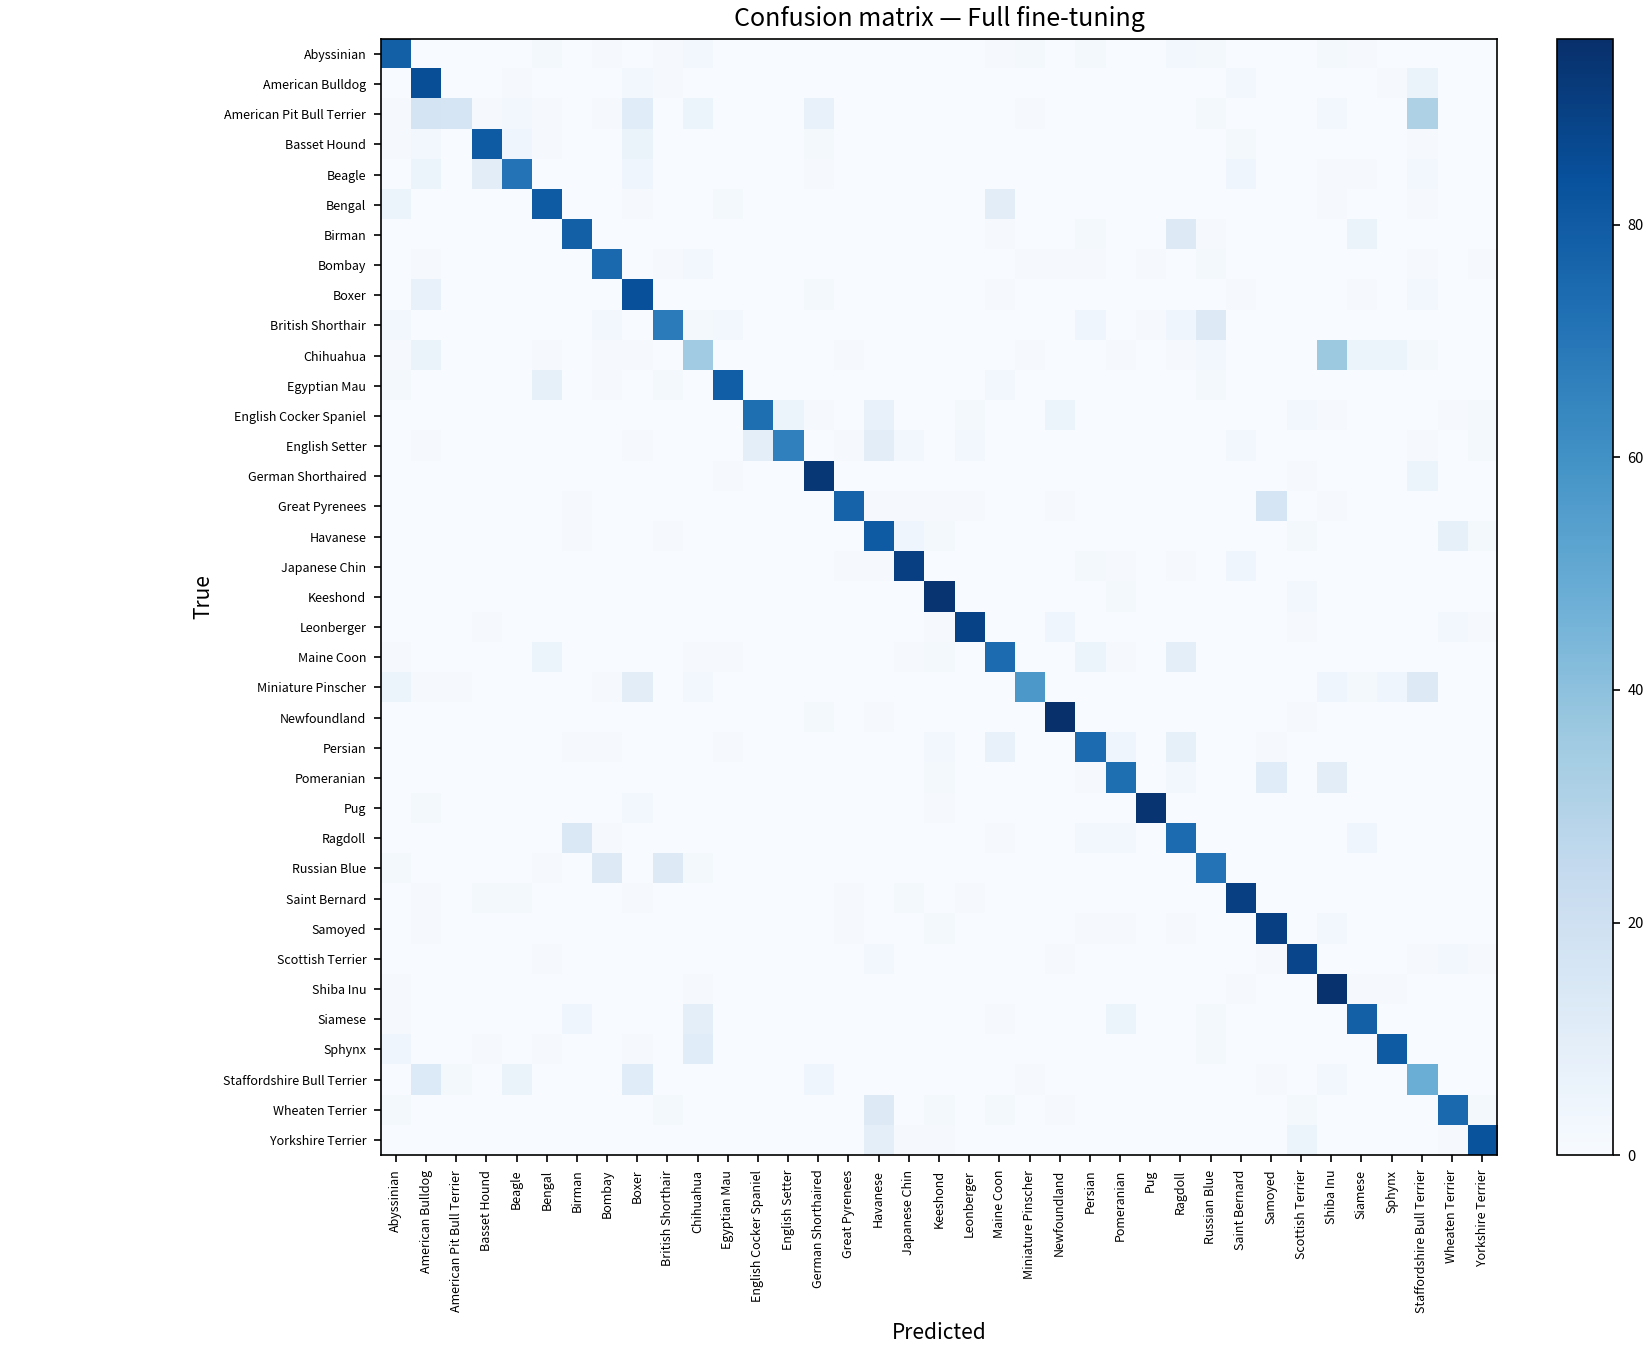 Confusion matrix — Full fine-tuning
Abyssinian
American Bulldog
American Pit Bull Terrier
Basset Hound
Beagle
Bengal
Birman
Bombay
Boxer
British Shorthair
Chihuahua
Egyptian Mau
English Cocker Spaniel
English Setter
German Shorthaired
Great Pyrenees
Havanese
Japanese Chin
Keeshond
Leonberger
Maine Coon
Miniature Pinscher
Newfoundland
Persian
Pomeranian
Pug
Ragdoll
Russian Blue
Saint Bernard
Samoyed
Scottish Terrier
Shiba Inu
Siamese
Sphynx
Staffordshire Bull Terrier
Wheaten Terrier
Yorkshire Terrier
True
Abyssinian
American Bulldog
American Pit Bull Terrier
Basset Hound
Beagle
Bengal
Birman
Bombay
Boxer
British Shorthair
Chihuahua
Egyptian Mau
English Cocker Spaniel
English Setter
German Shorthaired
Great Pyrenees
Havanese
Japanese Chin
Keeshond
Leonberger
Maine Coon
Miniature Pinscher
Newfoundland
Persian
Pomeranian
Pug
Ragdoll
Russian Blue
Saint Bernard
Samoyed
Scottish Terrier
Shiba Inu
Siamese
Sphynx
Staffordshire Bull Terrier
Wheaten Terrier
Yorkshire Terrier
Predicted
80
60
40
20
0